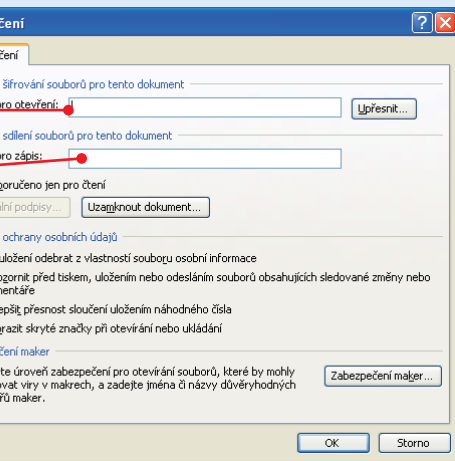 čení
čení
šifrování souborů pro tento dokument
pro otevření:
Upřesnit...
sdílení souborů pro tento dokument
pro zápis:
oručeno jen pro čtení
lní podpisy...
Uzamknout dokument...
ochrany osobních údajů
uložení odebrat z vlastností souboru osobní informace
ozornit před tiskem, uložením nebo odesláním souborů obsahujících sledované změny nebo
mentáře
epšit přesnost sloučení uložením náhodného čísla
razit skryté značky při otevírání nebo ukládání
čení maker
te úroveň zabezpečení pro otevírání souborů, které by mohly
ovat viry v makrech, a zadejte jména či názvy důvěryhodných
řů maker.
Zabezpečení maker...
OK
Storno